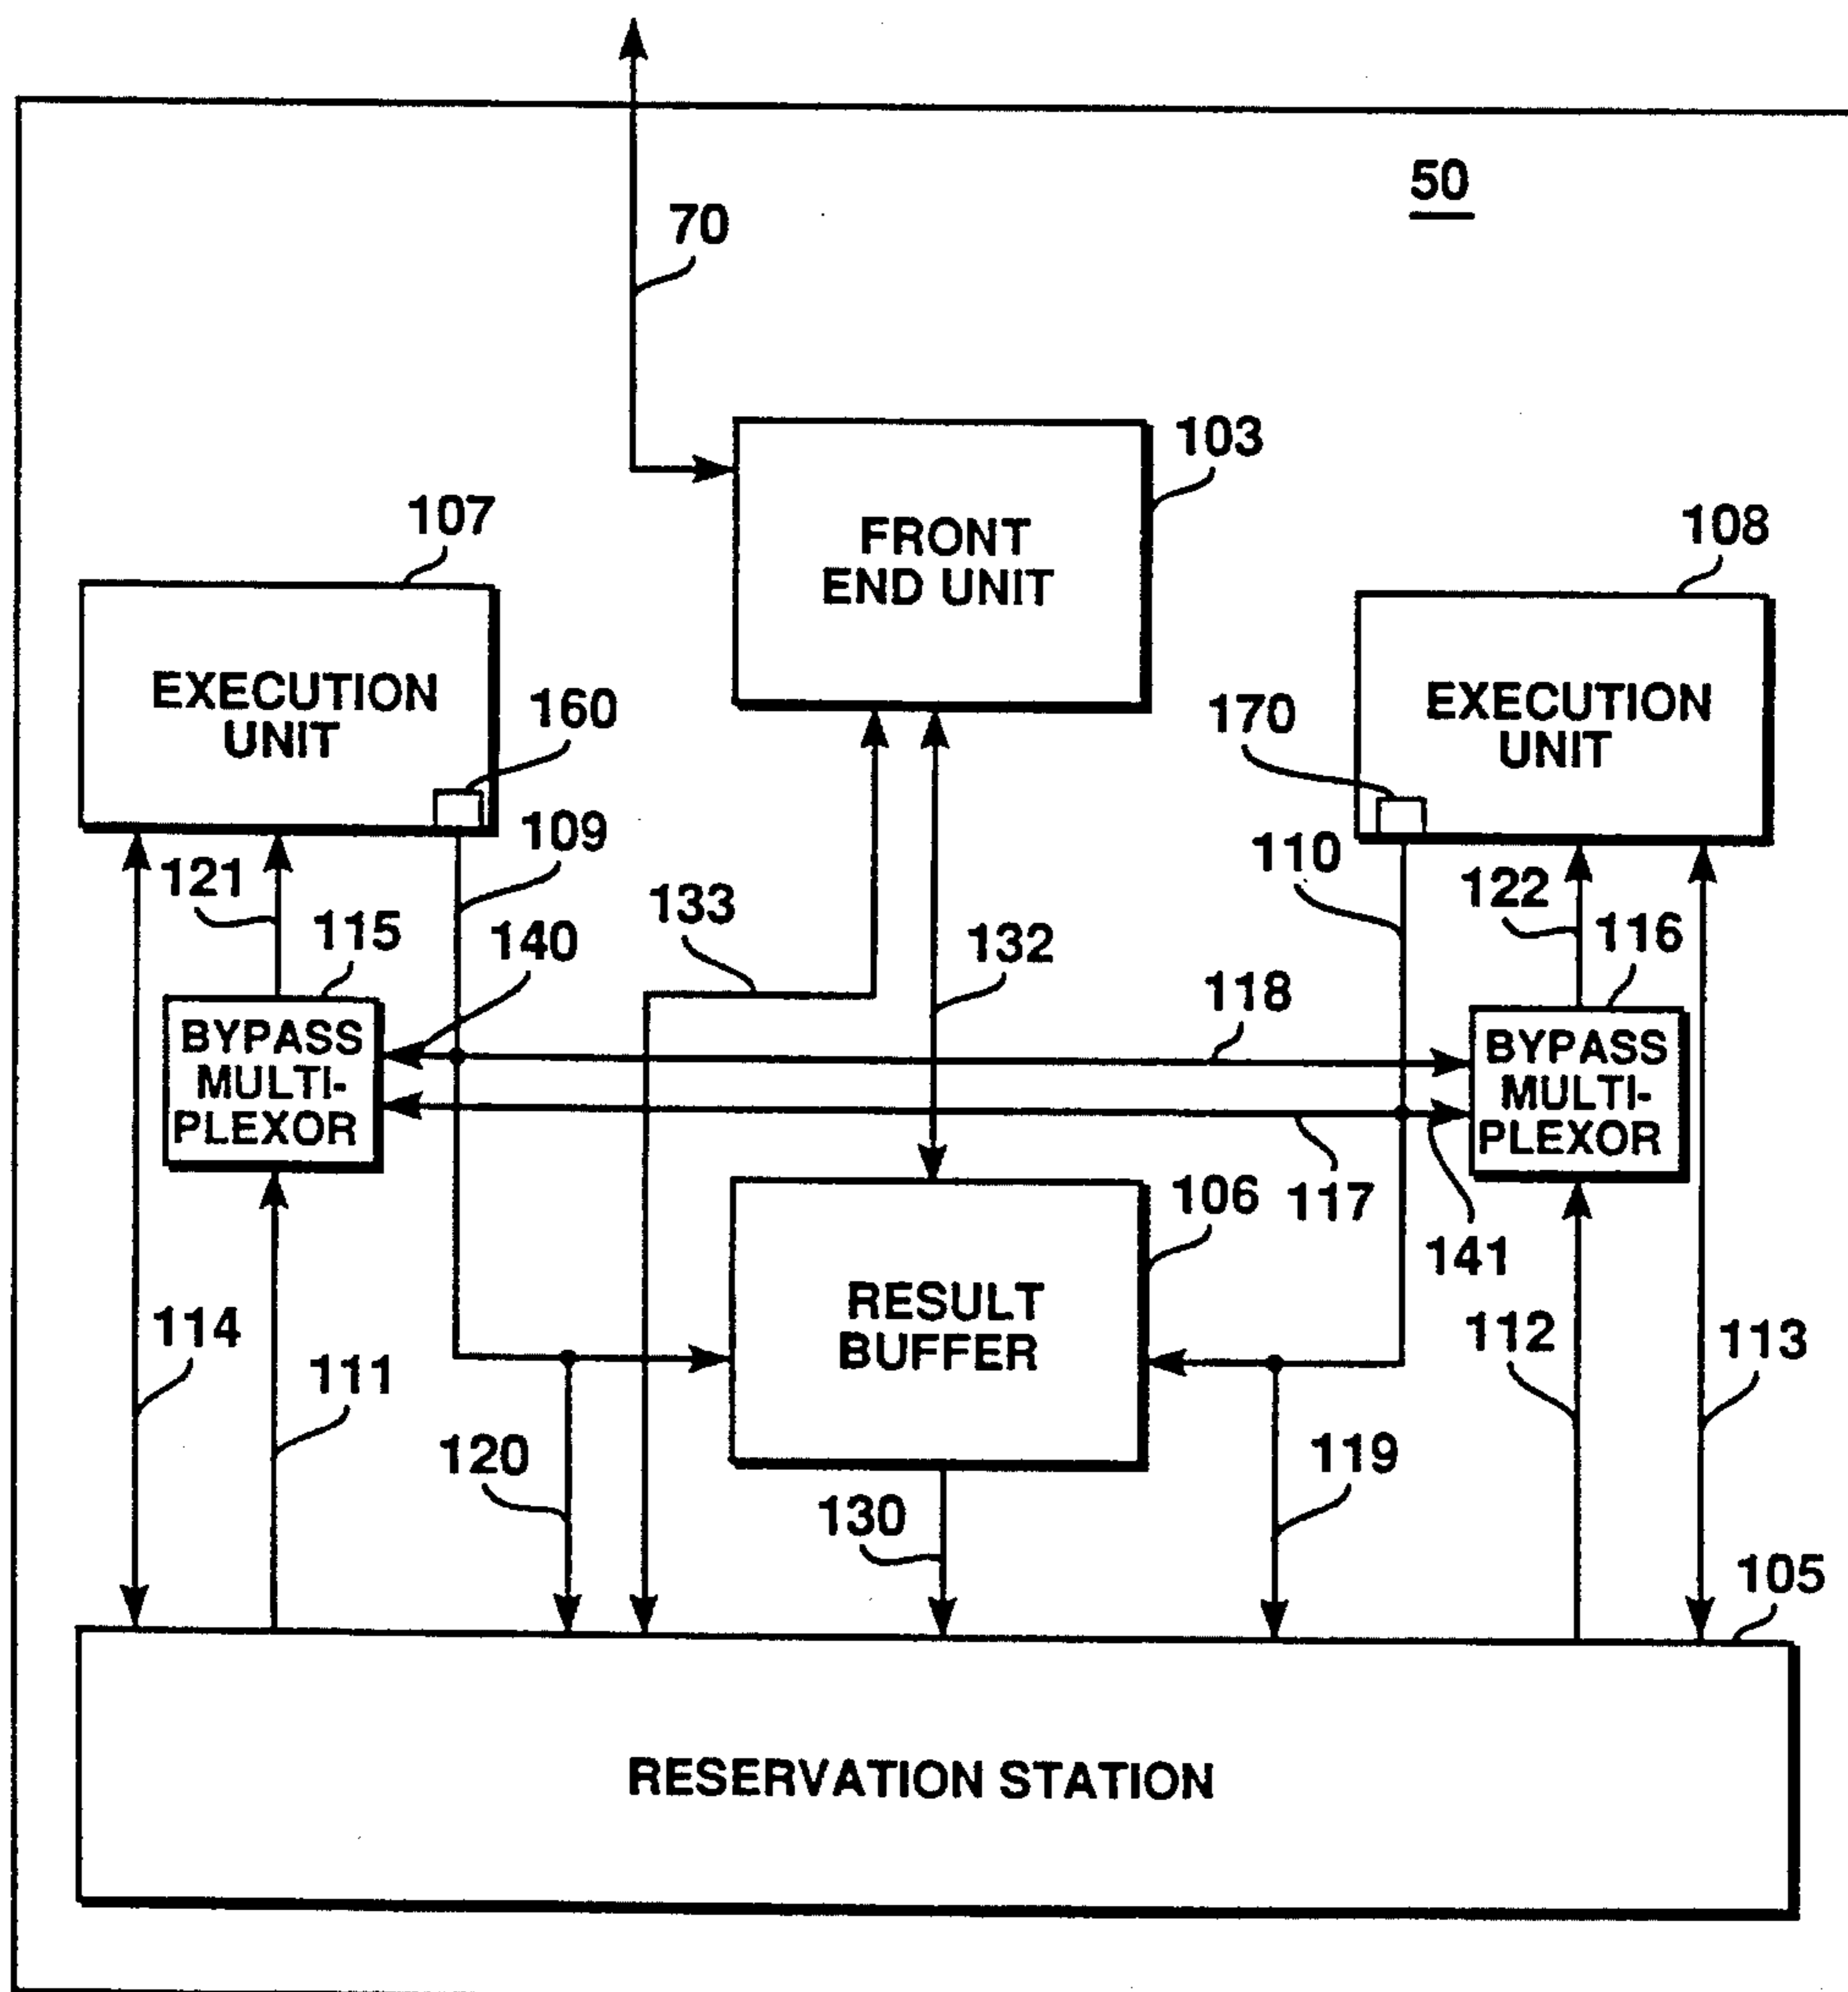 50
70
103
FRONT
END UNIT
107
108
EXECUTION
UNIT
160
EXECUTION
UNIT
170
109
110
121
122
115
140
133
132
118
116
BYPASS
MULTI-
PLEXOR
BYPASS
MULTI-
PLEXOR
117
106
141
RESULT
BUFFER
114
111
112
113
120
130
119
105
RESERVATION STATION